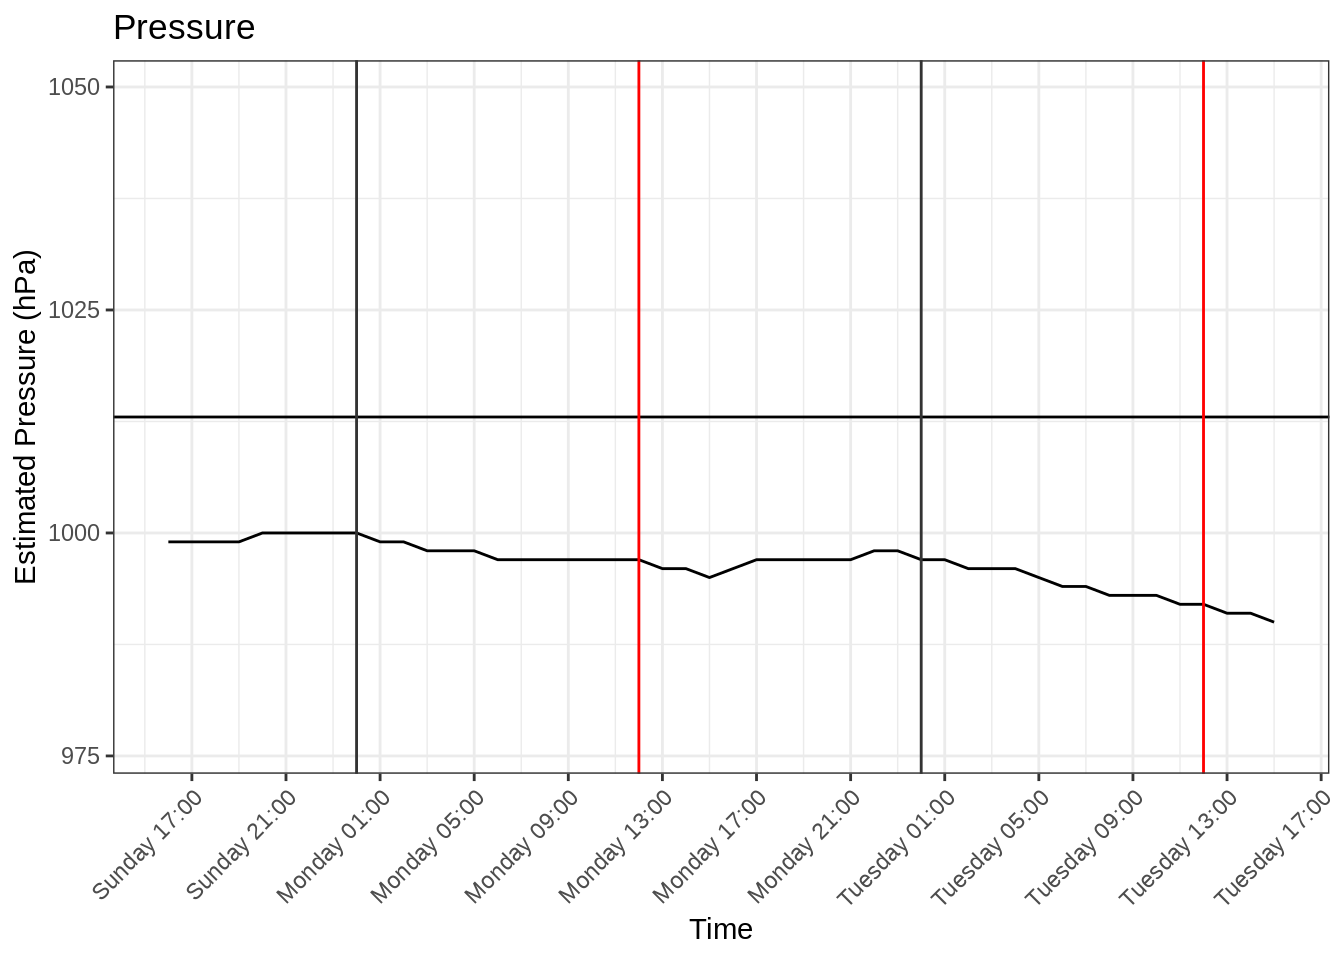 Pressure
Estimated Pressure (hPa)
1050
1025
1000
975
Sunday 17:00
Sunday 21:00
Monday 01:00
Monday 05:00
Monday 09:00
Monday 13:00
Monday 17:00
Monday 21:00
Tuesday 01:00
Tuesday 05:00
Tuesday 09:00
Tuesday 13:00
Tuesday 17:00
Time